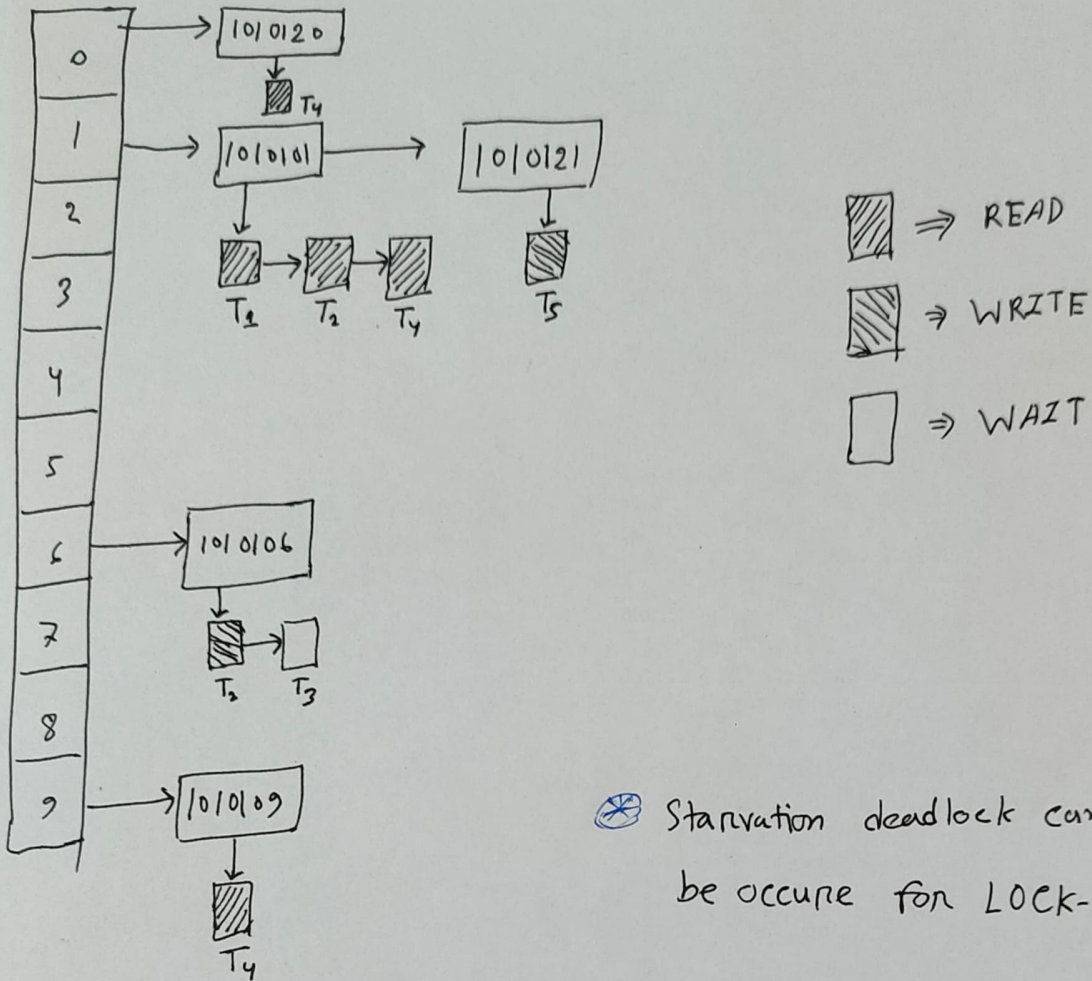 0
1010120
T4
1
1010101
1010121
2
3
T1 T2 T4
T5
4
5
6
1010106
7
T2 T3
8
9
1010109
T4
⇒ READ
⇒ WRITE
⇒ WAIT
Starvation deadlock can
be occure for LOCK-